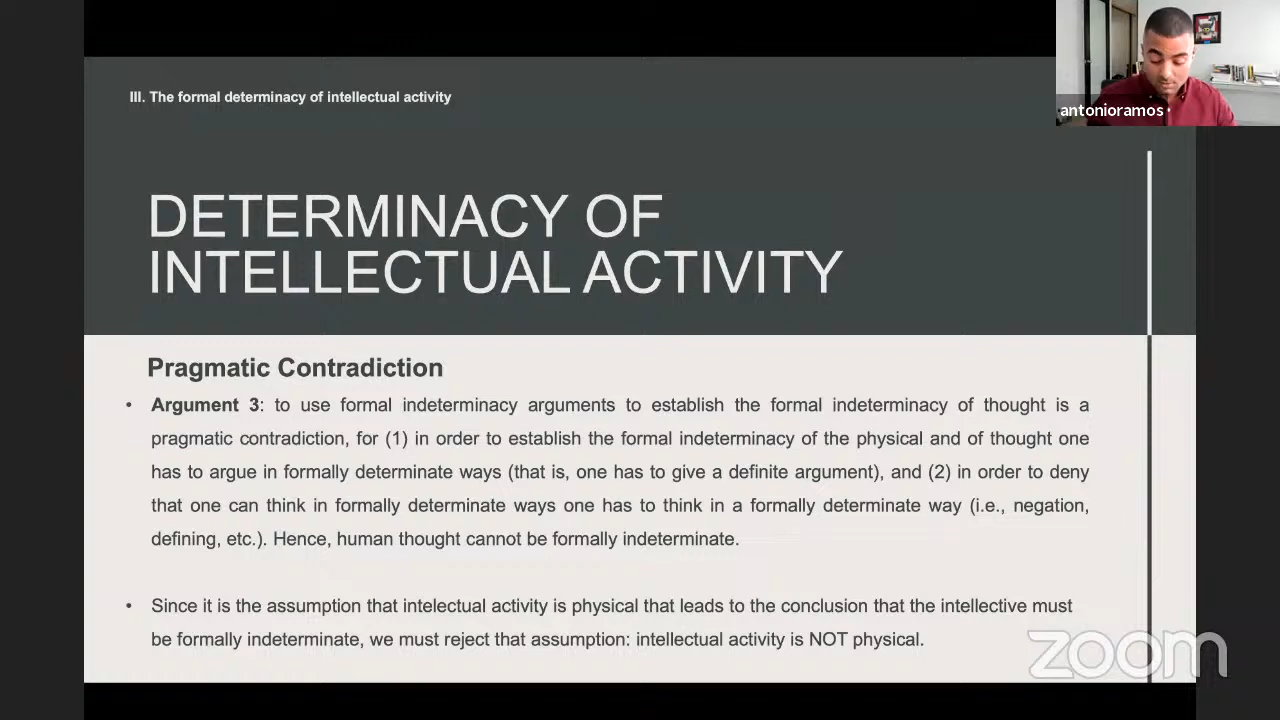 III. The formal determinacy of intellectual activity
antonioramos
DETERMINACY OF
INTELLECTUAL ACTIVITY
Pragmatic Contradiction
• Argument 3: to use formal indeterminacy arguments to establish the formal indeterminacy of thought is a
pragmatic contradiction, for (1) in order to establish the formal indeterminacy of the physical and of thought one
has to argue in formally determinate ways (that is, one has to give a definite argument), and (2) in order to deny
that one can think in formally determinate ways one has to think in a formally determinate way (i.e., negation,
defining, etc.). Hence, human thought cannot be formally indeterminate.
• Since it is the assumption that intelectual activity is physical that leads to the conclusion that the intellective must
be formally indeterminate, we must reject that assumption: intellectual activity is NOT physical.
zoom